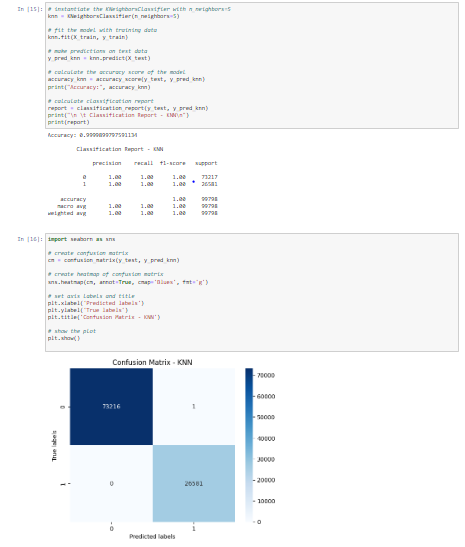 In [15]:
# instantiate the KNeighborsClassifier with n_neighbors=5
knn = KNeighborsClassifier(n_neighbors=5)
# fit the model with training data
knn.fit(X_train, y_train)
# make predictions on test data
y_pred_knn = knn.predict(X_test)
# calculate the accuracy score of the model
accuracy_knn = accuracy_score(y_test, y_pred_knn)
print("Accuracy:", accuracy_knn)
# calculate classification report
report = classification_report(y_test, y_pred_knn)
print("\n \t Classification Report - KNN\n")
print(report)
Accuracy: 0.9999899797591134
Classification Report - KNN
precision recall f1-score support
0 1.00 1.00 1.00 73217
1 1.00 1.00 1.00 26581
accuracy 1.00 99798
macro avg 1.00 1.00 1.00 99798
weighted avg 1.00 1.00 1.00 99798
In [16]:
import seaborn as sns
# create confusion matrix
cm = confusion_matrix(y_test, y_pred_knn)
# create heatmap of confusion matrix
sns.heatmap(cm, annot=True, cmap='Blues', fmt='g')
# set axis labels and title
plt.xlabel('Predicted labels')
plt.ylabel('True labels')
plt.title('Confusion Matrix - KNN')
# show the plot
plt.show()
Confusion Matrix - KNN
70000
60000
50000
40000
30000
20000
10000
0
True labels
0
73216 1
1
0 26581
0 1
Predicted labels